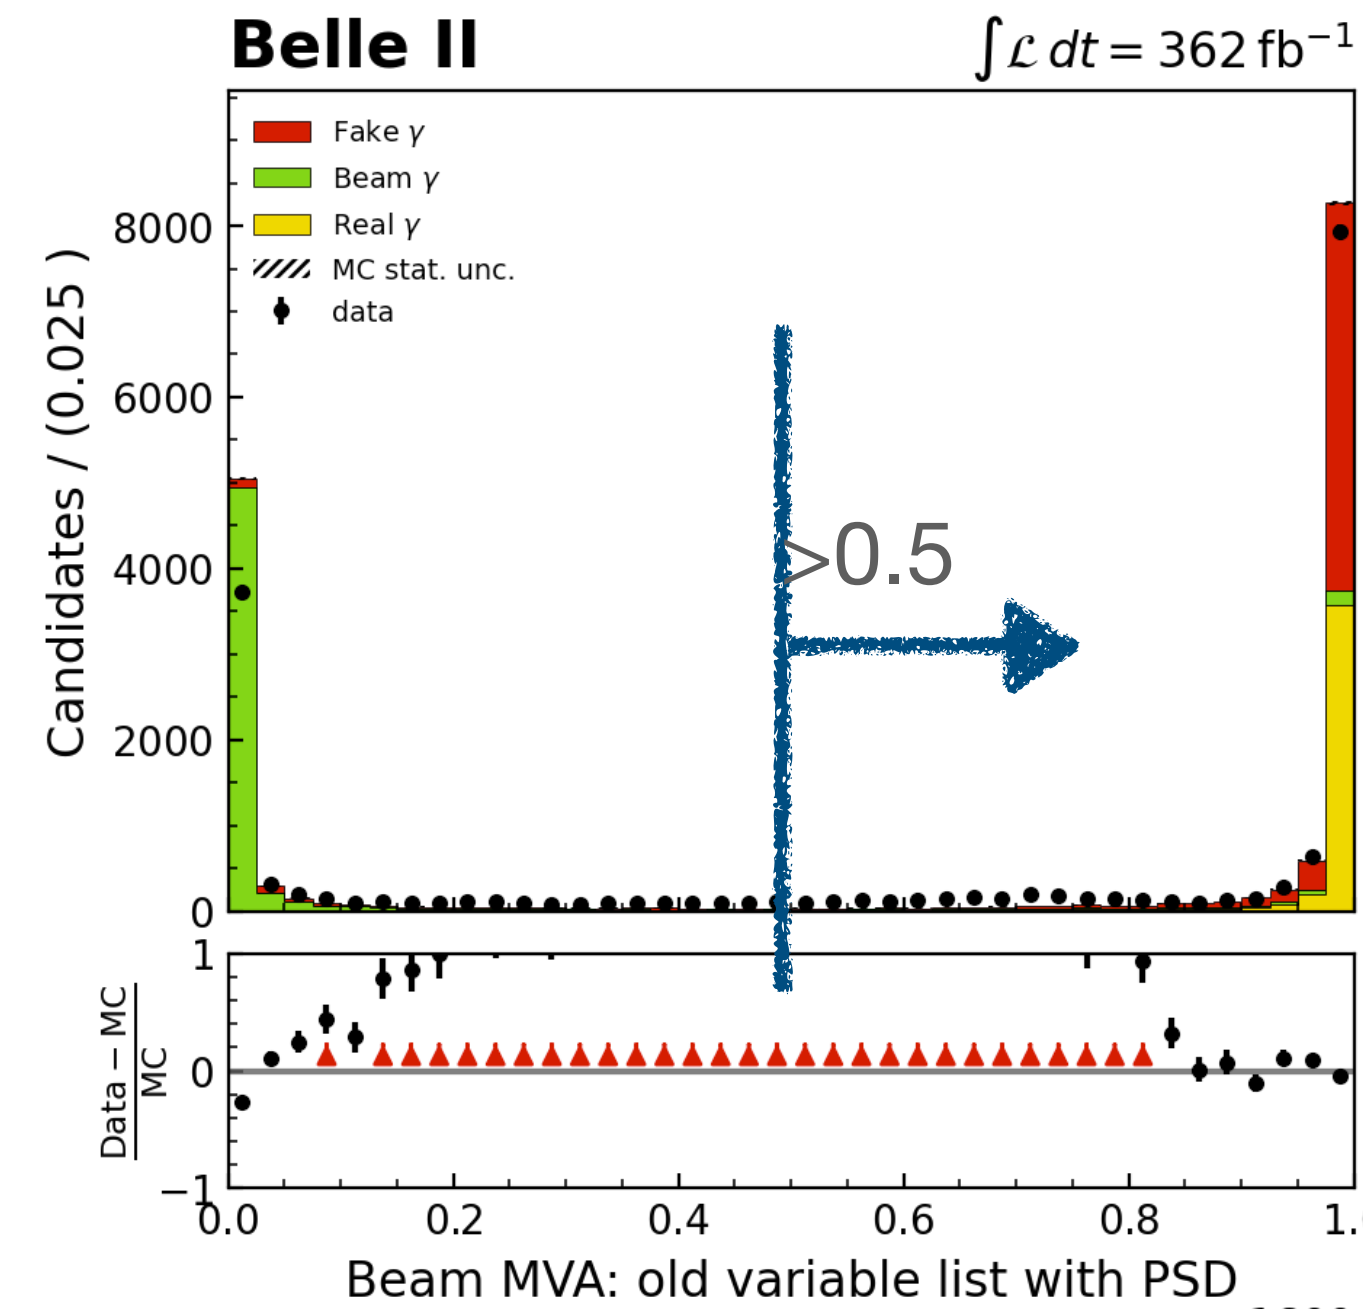 Belle II
∫ℒ dt = 362 fb⁻¹
Fake γ
Beam γ
Real γ
MC stat. unc.
data
Candidates / (0.025 )
8000
6000
4000
2000
0
>0.5
Data − MC
MC
1
0
−1
0.0 0.2 0.4 0.6 0.8 1.
Beam MVA: old variable list with PSD